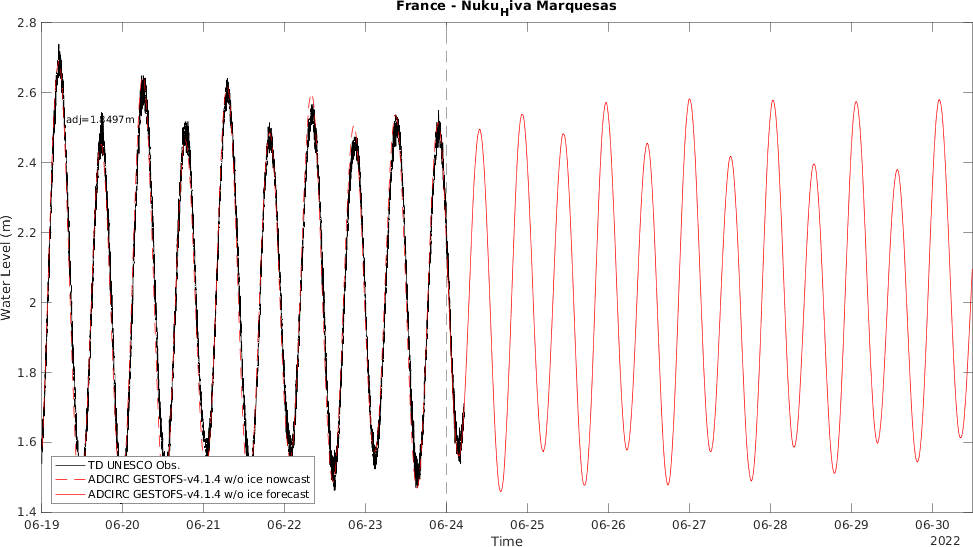 France - Nuku_Hiva Marquesas
2.8
2.6
2.4
2.2
2
1.8
1.6
1.4
Water Level (m)
TD UNESCO Obs.
ADCIRC GESTOFS-v4.1.4 w/o ice nowcast
ADCIRC GESTOFS-v4.1.4 w/o ice forecast
06-19 06-20 06-21 06-22 06-23 06-24 06-25 06-26 06-27 06-28 06-29 06-30
Time
2022